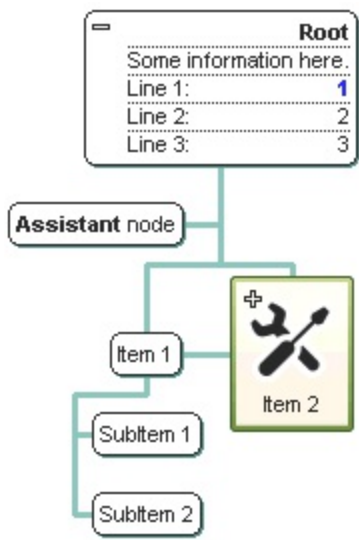 Root
Some information here.
Line 1: 1
Line 2: 2
Line 3: 3
Assistant node
Item 1
Item 2
SubItem 1
SubItem 2